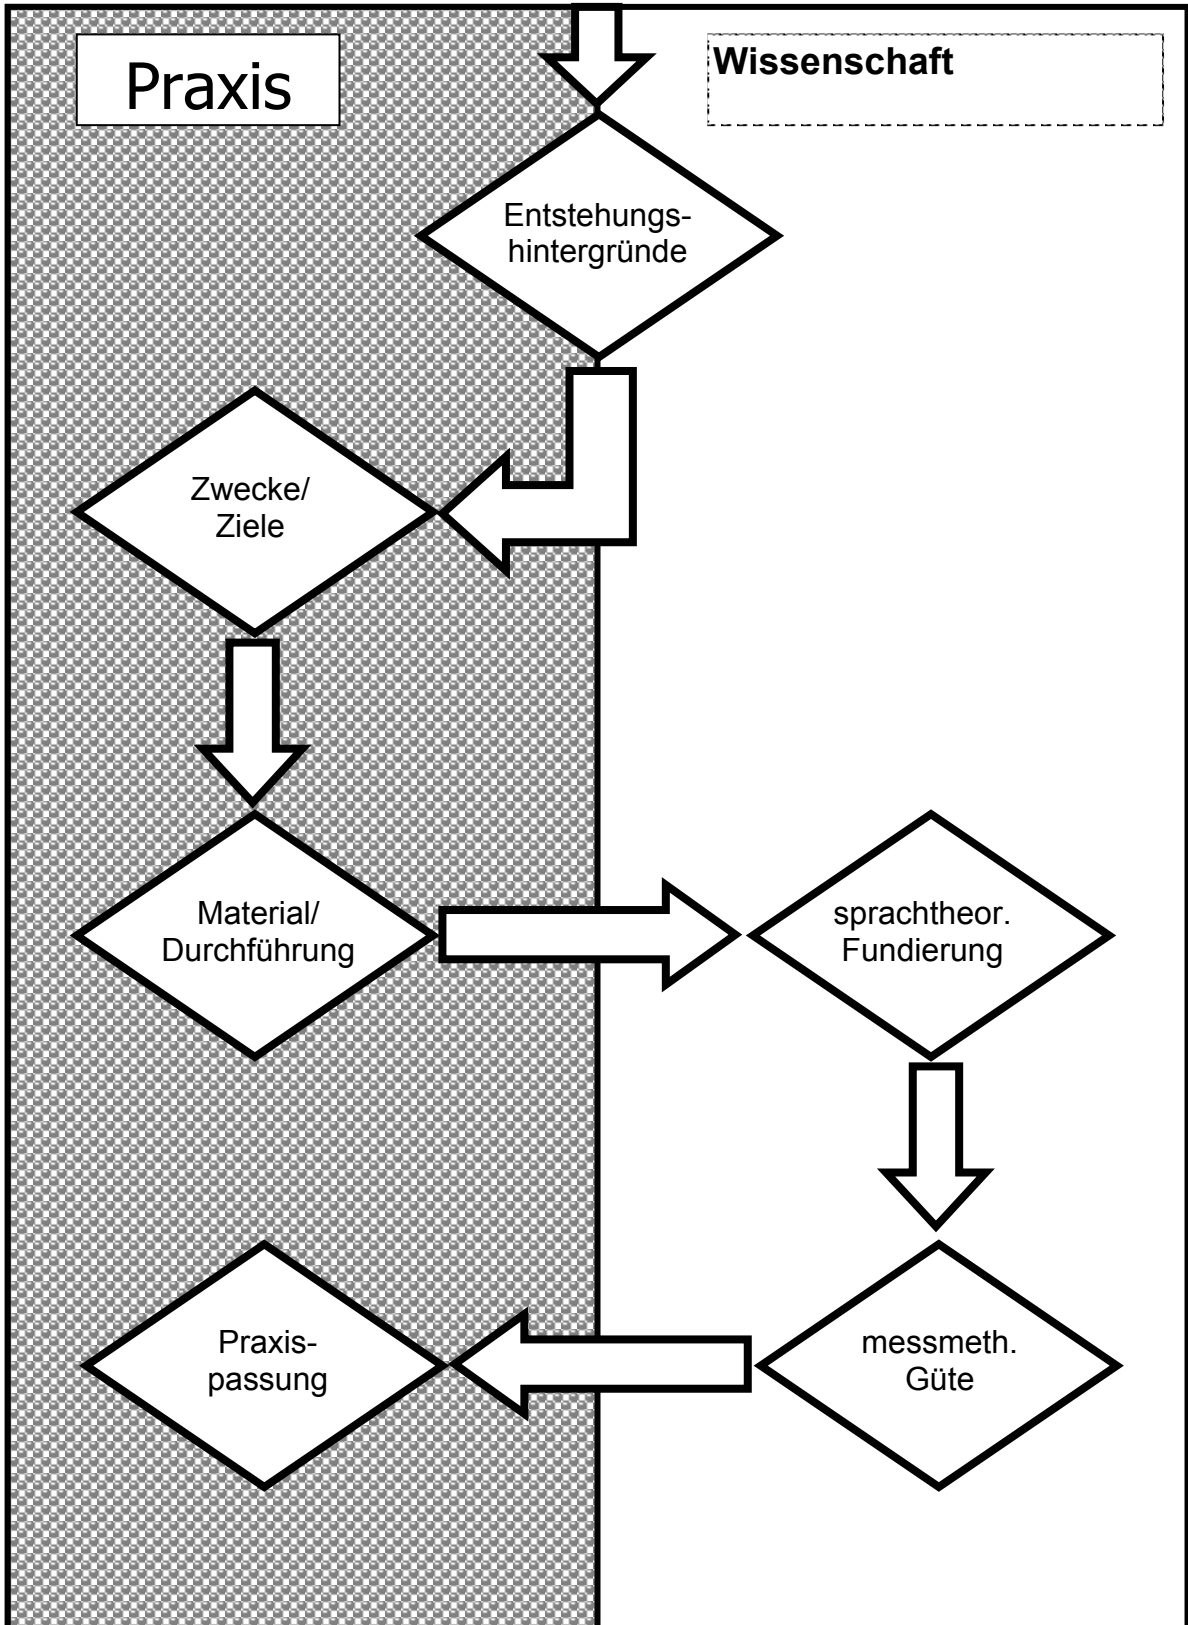 Praxis
Wissenschaft
Entstehungs-
hintergründe
Zwecke/
Ziele
Material/
Durchführung
sprachtheor.
Fundierung
Praxis-
passung
messmeth.
Güte